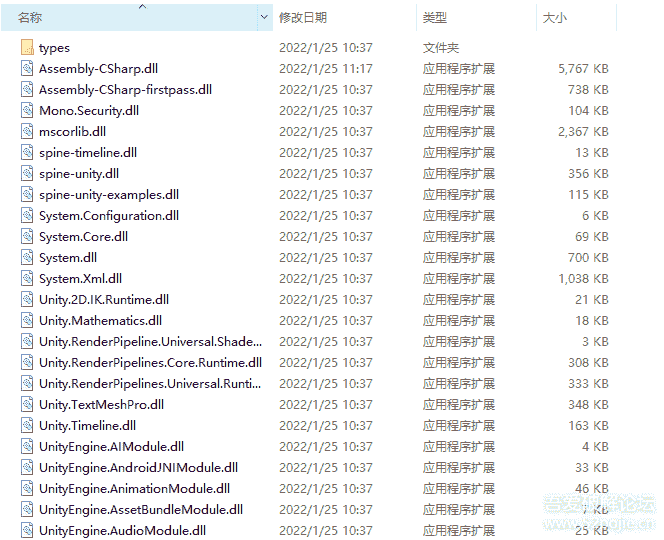 名称 修改日期 类型 大小
types 2022/1/25 10:37 文件夹
Assembly-CSharp.dll 2022/1/25 11:17 应用程序扩展 5,767 KB
Assembly-CSharp-firstpass.dll 2022/1/25 10:37 应用程序扩展 738 KB
Mono.Security.dll 2022/1/25 10:37 应用程序扩展 104 KB
mscorlib.dll 2022/1/25 10:37 应用程序扩展 2,367 KB
spine-timeline.dll 2022/1/25 10:37 应用程序扩展 13 KB
spine-unity.dll 2022/1/25 10:37 应用程序扩展 356 KB
spine-unity-examples.dll 2022/1/25 10:37 应用程序扩展 115 KB
System.Configuration.dll 2022/1/25 10:37 应用程序扩展 6 KB
System.Core.dll 2022/1/25 10:37 应用程序扩展 69 KB
System.dll 2022/1/25 10:37 应用程序扩展 700 KB
System.Xml.dll 2022/1/25 10:37 应用程序扩展 1,038 KB
Unity.2D.IK.Runtime.dll 2022/1/25 10:37 应用程序扩展 21 KB
Unity.Mathematics.dll 2022/1/25 10:37 应用程序扩展 18 KB
Unity.RenderPipeline.Universal.Shade... 2022/1/25 10:37 应用程序扩展 3 KB
Unity.RenderPipelines.Core.Runtime.dll 2022/1/25 10:37 应用程序扩展 308 KB
Unity.RenderPipelines.Universal.Runti... 2022/1/25 10:37 应用程序扩展 333 KB
Unity.TextMeshPro.dll 2022/1/25 10:37 应用程序扩展 348 KB
Unity.Timeline.dll 2022/1/25 10:37 应用程序扩展 163 KB
UnityEngine.AIModule.dll 2022/1/25 10:37 应用程序扩展 4 KB
UnityEngine.AndroidJNIModule.dll 2022/1/25 10:37 应用程序扩展 33 KB
UnityEngine.AnimationModule.dll 2022/1/25 10:37 应用程序扩展 46 KB
UnityEngine.AssetBundleModule.dll 2022/1/25 10:37 应用程序扩展 7 KB
UnityEngine.AudioModule.dll 2022/1/25 10:37 应用程序扩展 25 KB
吾爱破解论坛
www.52pojie.cn